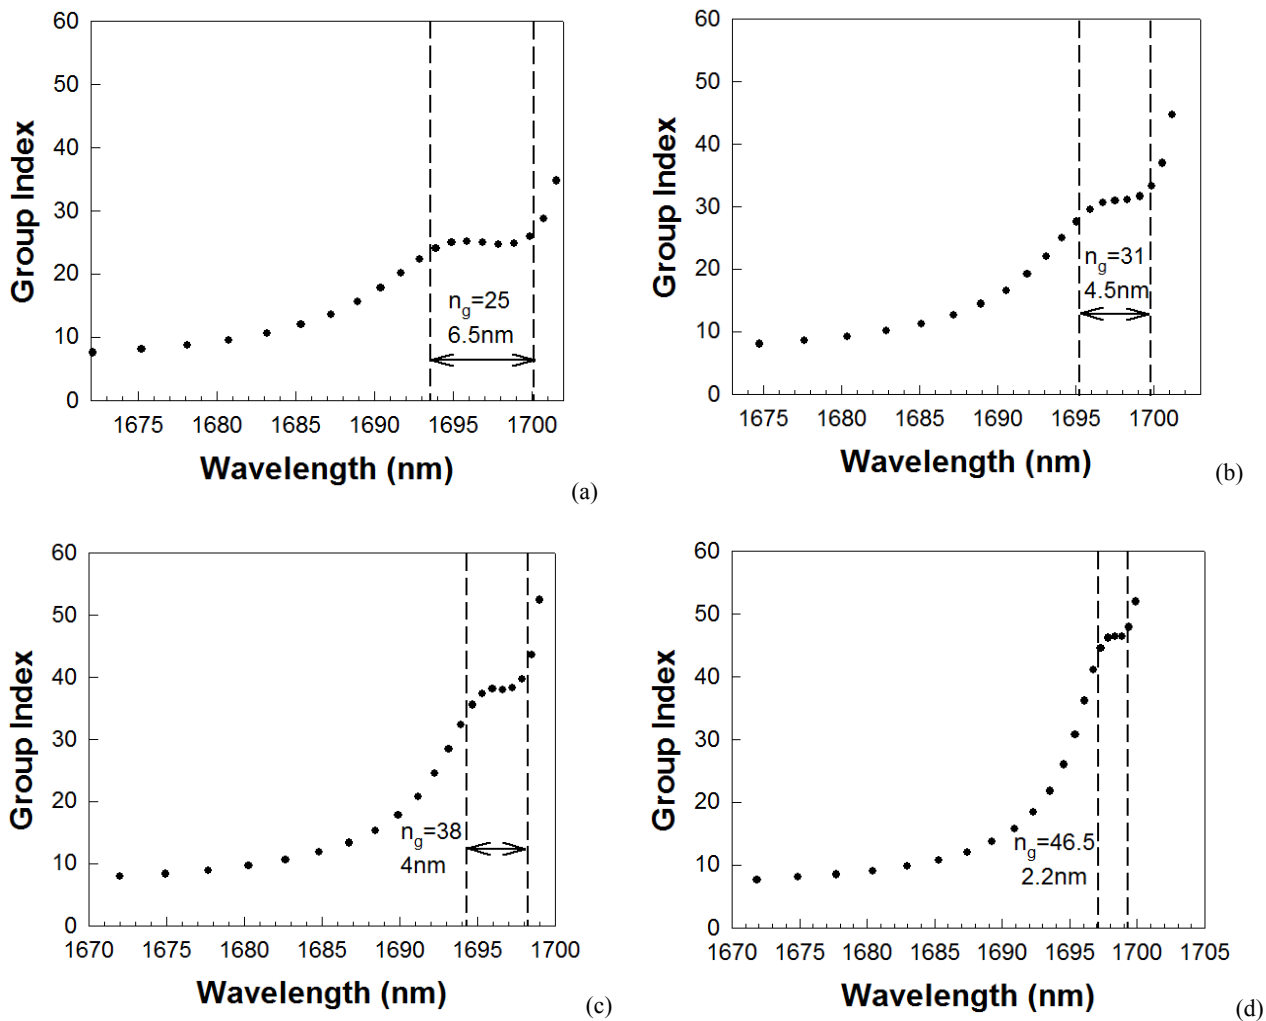 60
50
40
30
20
10
0
Group Index
n_g=25
6.5nm
1675 1680 1685 1690 1695 1700
Wavelength (nm)
(a)
60
50
40
30
20
10
0
Group Index
n_g=31
4.5nm
1675 1680 1685 1690 1695 1700
Wavelength (nm)
(b)
60
50
40
30
20
10
0
Group Index
n_g=38
4nm
1670 1675 1680 1685 1690 1695 1700
Wavelength (nm)
(c)
60
50
40
30
20
10
0
Group Index
n_g=46.5
2.2nm
1670 1675 1680 1685 1690 1695 1700 1705
Wavelength (nm)
(d)